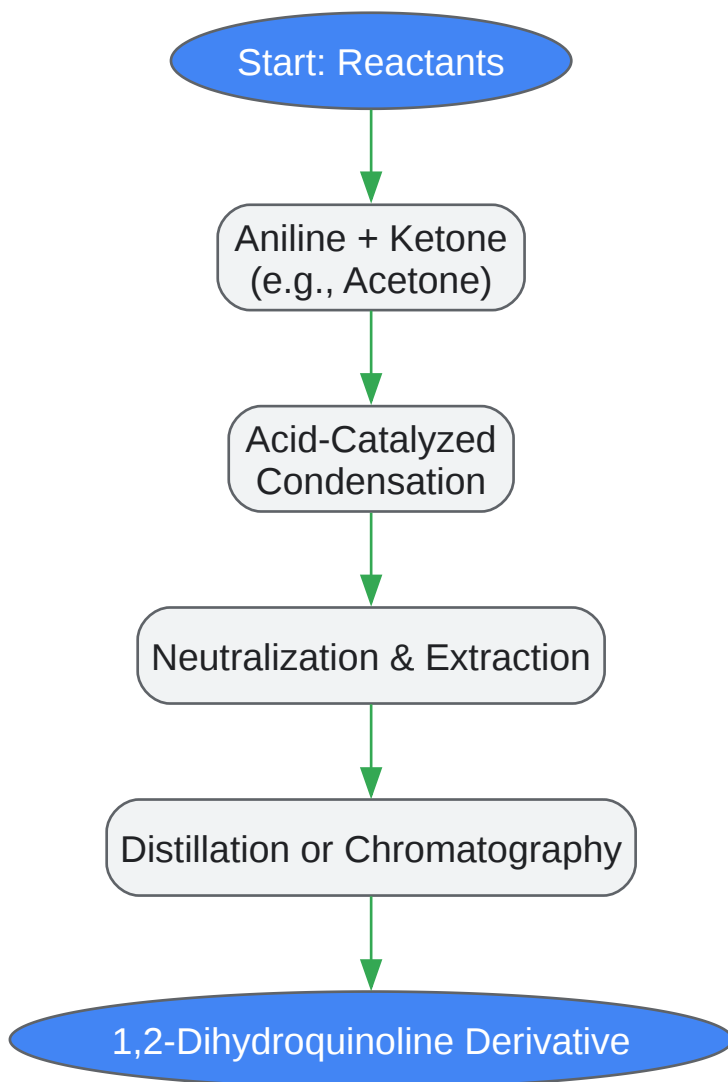 Start: Reactants
Aniline + Ketone
(e.g., Acetone)
Acid-Catalyzed
Condensation
Neutralization & Extraction
Distillation or Chromatography
1,2-Dihydroquinoline Derivative